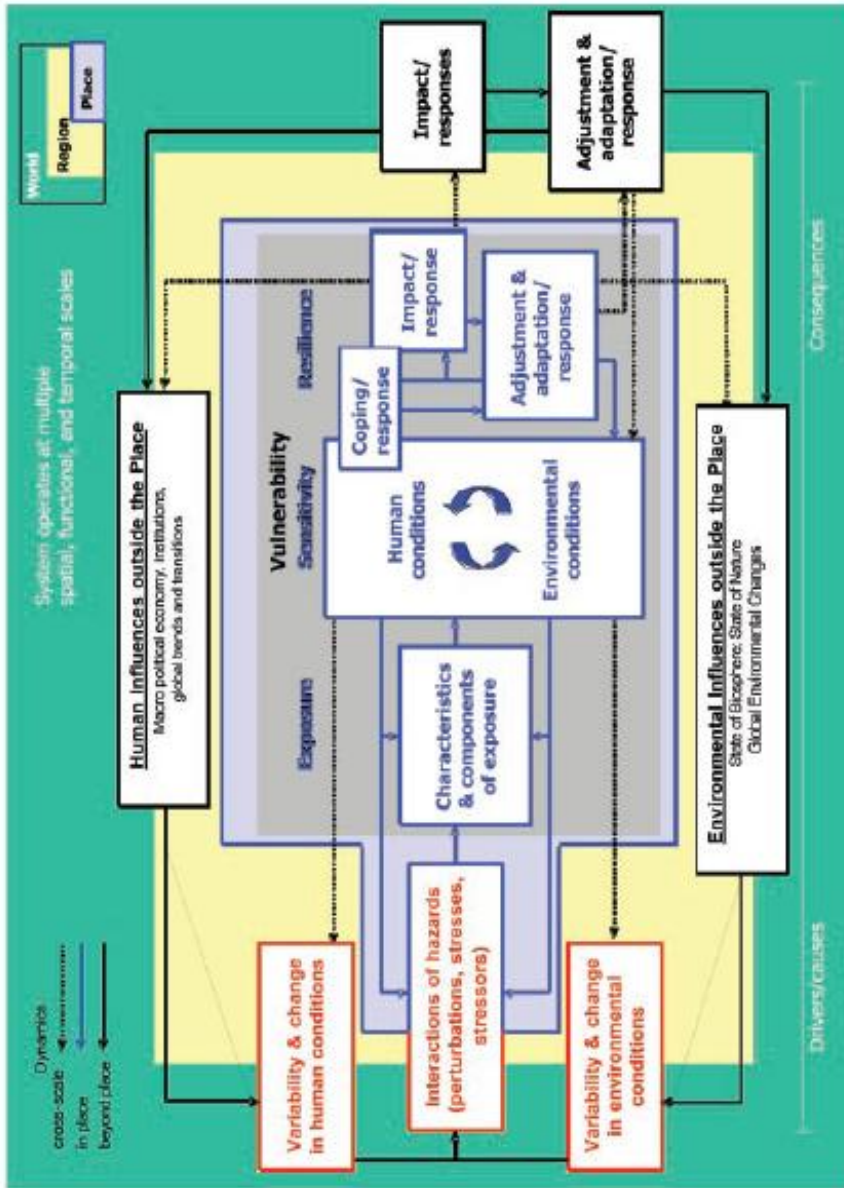 World
Region
Place
System operates at multiple
spatial, functional, and temporal scales
Dynamics
cross-scale
in place
beyond place
Human Influences outside the Place
Macro political economy, institutions,
global trends and transitions
Vulnerability
Exposure
Sensitivity
Resilience
Variability & change
in human conditions
Interactions of hazards
(perturbations, stresses,
stressors)
Variability & change
in environmental
conditions
Characteristics
& components
of exposure
Human
conditions
Environmental
conditions
Coping/
response
Impact/
response
Adjustment &
adaptation/
response
Impact/
responses
Adjustment &
adaptation/
response
Environmental Influences outside the Place
State of Biosphere; State of Nature
Global Environmental Changes
Drivers/causes
Consequences